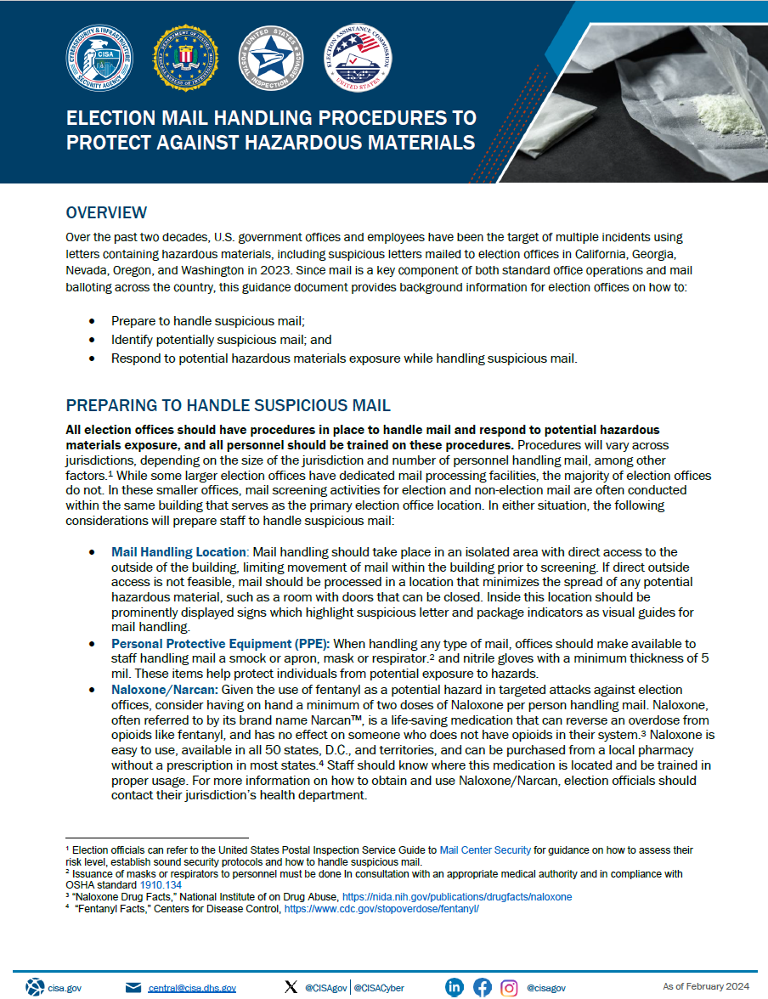 CYBERSECURITY & INFRASTRUCTURE
CISA
SECURITY AGENCY
DEPARTMENT OF JUSTICE
FEDERAL BUREAU OF INVESTIGATION
UNITED STATES
POSTAL INSPECTION SERVICE
ELECTION ASSISTANCE COMMISSION
UNITED STATES
ELECTION MAIL HANDLING PROCEDURES TO
PROTECT AGAINST HAZARDOUS MATERIALS
OVERVIEW
Over the past two decades, U.S. government offices and employees have been the target of multiple incidents using
letters containing hazardous materials, including suspicious letters mailed to election offices in California, Georgia,
Nevada, Oregon, and Washington in 2023. Since mail is a key component of both standard office operations and mail
balloting across the country, this guidance document provides background information for election offices on how to:
• Prepare to handle suspicious mail;
• Identify potentially suspicious mail; and
• Respond to potential hazardous materials exposure while handling suspicious mail.
PREPARING TO HANDLE SUSPICIOUS MAIL
All election offices should have procedures in place to handle mail and respond to potential hazardous
materials exposure, and all personnel should be trained on these procedures. Procedures will vary across
jurisdictions, depending on the size of the jurisdiction and number of personnel handling mail, among other
factors.¹ While some larger election offices have dedicated mail processing facilities, the majority of election offices
do not. In these smaller offices, mail screening activities for election and non-election mail are often conducted
within the same building that serves as the primary election office location. In either situation, the following
considerations will prepare staff to handle suspicious mail:
• Mail Handling Location: Mail handling should take place in an isolated area with direct access to the
outside of the building, limiting movement of mail within the building prior to screening. If direct outside
access is not feasible, mail should be processed in a location that minimizes the spread of any potential
hazardous material, such as a room with doors that can be closed. Inside this location should be
prominently displayed signs which highlight suspicious letter and package indicators as visual guides for
mail handling.
• Personal Protective Equipment (PPE): When handling any type of mail, offices should make available to
staff handling mail a smock or apron, mask or respirator.² and nitrile gloves with a minimum thickness of 5
mil. These items help protect individuals from potential exposure to hazards.
• Naloxone/Narcan: Given the use of fentanyl as a potential hazard in targeted attacks against election
offices, consider having on hand a minimum of two doses of Naloxone per person handling mail. Naloxone,
often referred to by its brand name Narcan™, is a life-saving medication that can reverse an overdose from
opioids like fentanyl, and has no effect on someone who does not have opioids in their system.³ Naloxone is
easy to use, available in all 50 states, D.C., and territories, and can be purchased from a local pharmacy
without a prescription in most states.⁴ Staff should know where this medication is located and be trained in
proper usage. For more information on how to obtain and use Naloxone/Narcan, election officials should
contact their jurisdiction's health department.
¹ Election officials can refer to the United States Postal Inspection Service Guide to Mail Center Security for guidance on how to assess their
risk level, establish sound security protocols and how to handle suspicious mail.
² Issuance of masks or respirators to personnel must be done In consultation with an appropriate medical authority and in compliance with
OSHA standard 1910.134
³ "Naloxone Drug Facts," National Institute of on Drug Abuse, https://nida.nih.gov/publications/drugfacts/naloxone
⁴ "Fentanyl Facts," Centers for Disease Control, https://www.cdc.gov/stopoverdose/fentanyl/
cisa.gov
central@cisa.dhs.gov
@CISAgov | @CISACyber
@cisagov
As of February 2024